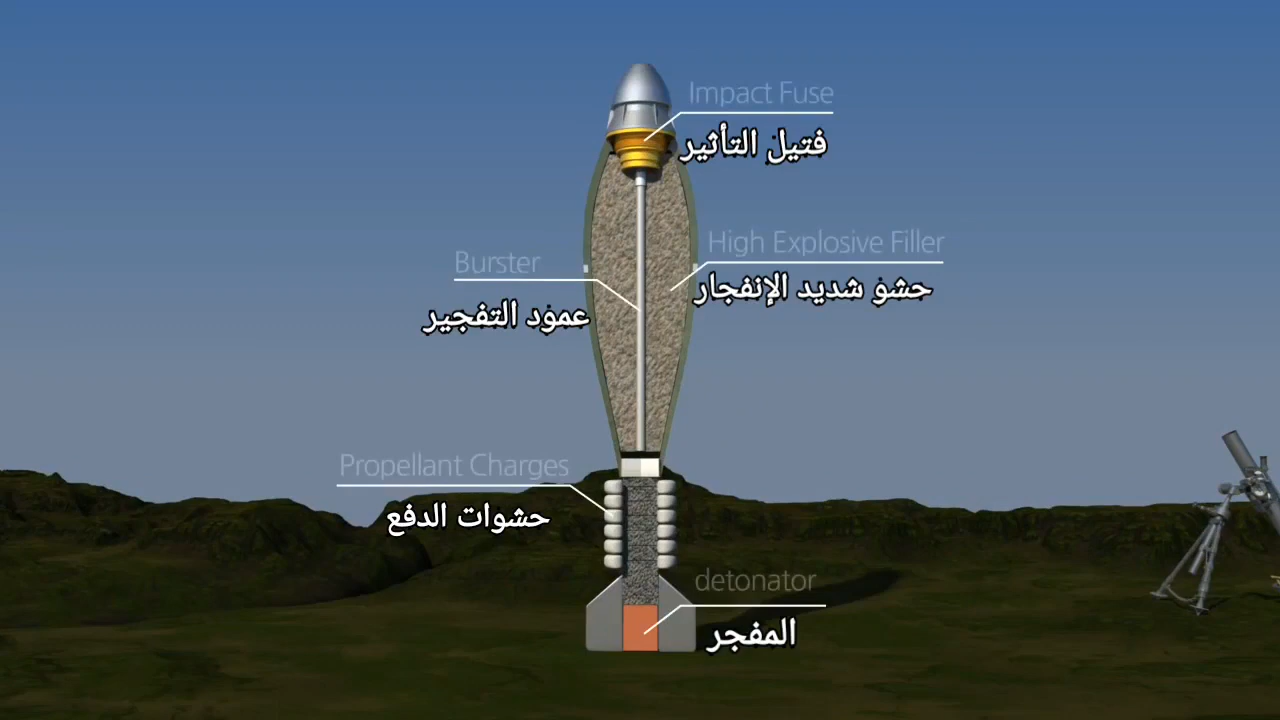 Impact Fuse
فتيل التأثير
High Explosive Filler
حشو شديد الإنفجار
Burster
عمود التفجير
Propellant Charges
حشوات الدفع
detonator
المفجر